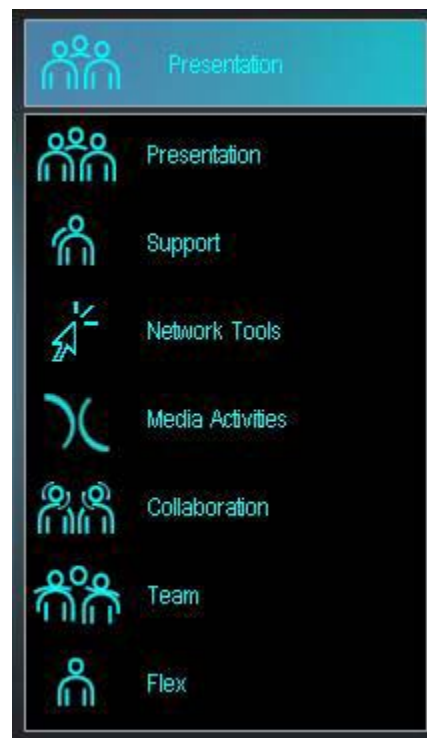 Presentation
Presentation
Support
Network Tools
Media Activities
Collaboration
Team
Flex